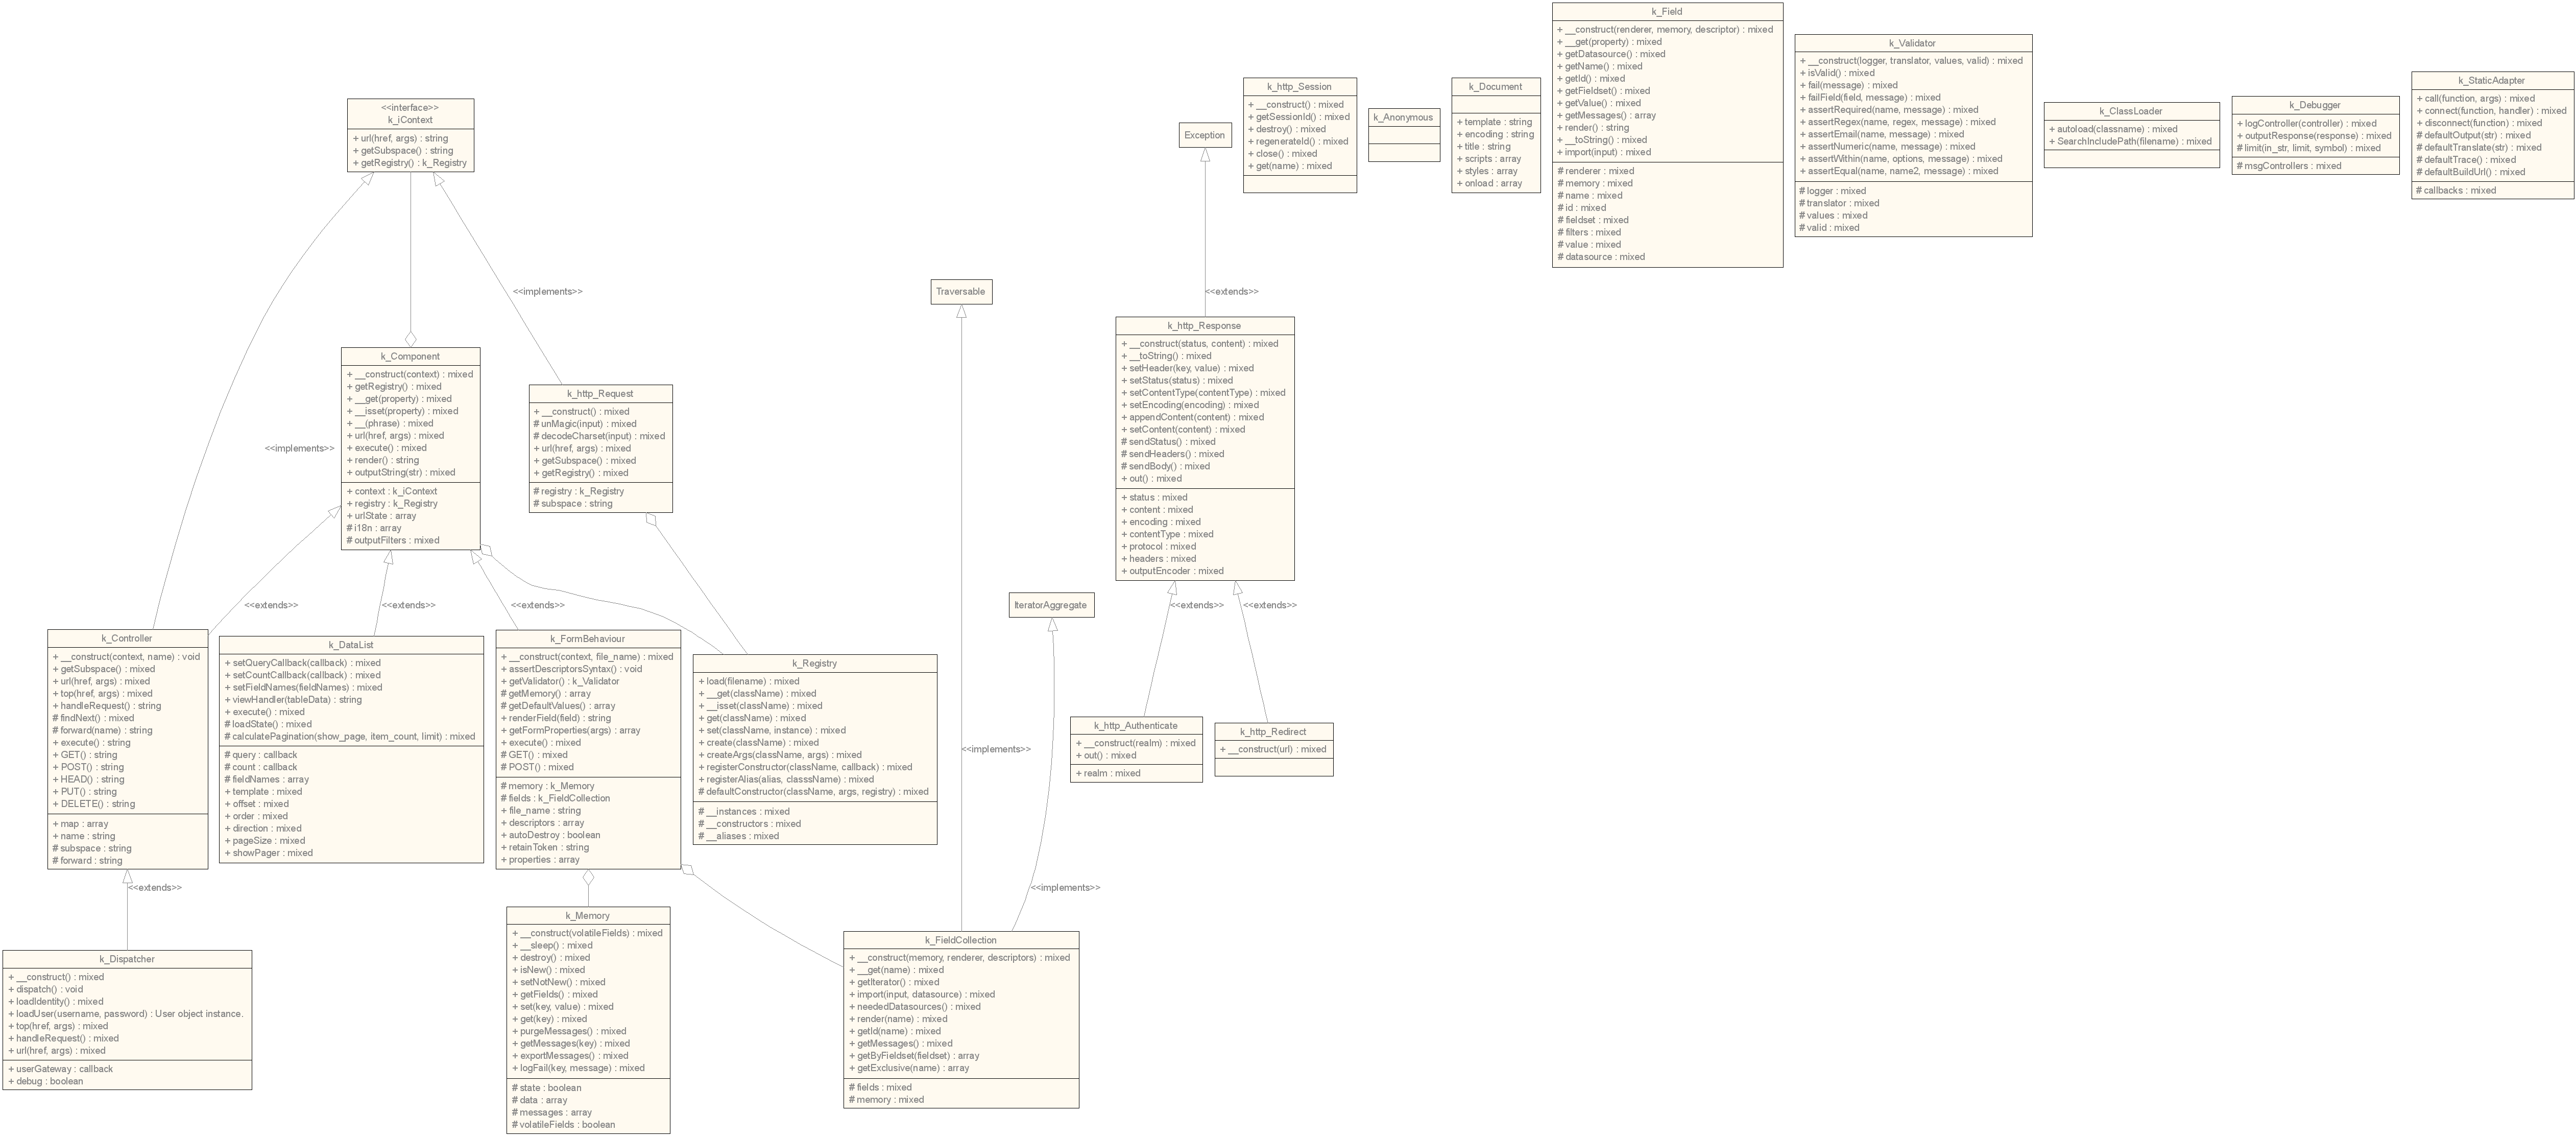 <<interface>>
k_iContext
+ url(href, args) : string
+ getSubspace() : string
+ getRegistry() : k_Registry
Exception
k_http_Session
+ __construct() : mixed
+ getSessionId() : mixed
+ destroy() : mixed
+ regenerateId() : mixed
+ close() : mixed
+ get(name) : mixed
k_Anonymous
k_Document
+ template : string
+ encoding : string
+ title : string
+ scripts : array
+ styles : array
+ onload : array
k_Field
+ __construct(renderer, memory, descriptor) : mixed
+ __get(property) : mixed
+ getDatasource() : mixed
+ getName() : mixed
+ getId() : mixed
+ getFieldset() : mixed
+ getValue() : mixed
+ getMessages() : array
+ render() : string
+ __toString() : mixed
+ import(input) : mixed
# renderer : mixed
# memory : mixed
# name : mixed
# id : mixed
# fieldset : mixed
# filters : mixed
# value : mixed
# datasource : mixed
k_Validator
+ __construct(logger, translator, values, valid) : mixed
+ isValid() : mixed
+ fail(message) : mixed
+ failField(field, message) : mixed
+ assertRequired(name, message) : mixed
+ assertRegex(name, regex, message) : mixed
+ assertEmail(name, message) : mixed
+ assertNumeric(name, message) : mixed
+ assertWithin(name, options, message) : mixed
+ assertEqual(name, name2, message) : mixed
# logger : mixed
# translator : mixed
# values : mixed
# valid : mixed
k_ClassLoader
+ autoload(classname) : mixed
+ SearchIncludePath(filename) : mixed
k_Debugger
+ logController(controller) : mixed
+ outputResponse(response) : mixed
# limit(in_str, limit, symbol) : mixed
# msgControllers : mixed
k_StaticAdapter
+ call(function, args) : mixed
+ connect(function, handler) : mixed
+ disconnect(function) : mixed
# defaultOutput(str) : mixed
# defaultTranslate(str) : mixed
# defaultTrace() : mixed
# defaultBuildUrl() : mixed
# callbacks : mixed
<<implements>>
Traversable
<<extends>>
<<implements>>
k_Component
+ __construct(context) : mixed
+ getRegistry() : mixed
+ __get(property) : mixed
+ __isset(property) : mixed
+ __(phrase) : mixed
+ url(href, args) : mixed
+ execute() : mixed
+ render() : string
+ outputString(str) : mixed
+ context : k_iContext
+ registry : k_Registry
+ urlState : array
# i18n : array
# outputFilters : mixed
k_http_Request
+ __construct() : mixed
# unMagic(input) : mixed
# decodeCharset(input) : mixed
+ url(href, args) : mixed
+ getSubspace() : mixed
+ getRegistry() : mixed
# registry : k_Registry
# subspace : string
k_http_Response
+ __construct(status, content) : mixed
+ __toString() : mixed
+ setHeader(key, value) : mixed
+ setStatus(status) : mixed
+ setContentType(contentType) : mixed
+ setEncoding(encoding) : mixed
+ appendContent(content) : mixed
+ setContent(content) : mixed
# sendStatus() : mixed
# sendHeaders() : mixed
# sendBody() : mixed
+ out() : mixed
+ status : mixed
+ content : mixed
+ encoding : mixed
+ contentType : mixed
+ protocol : mixed
+ headers : mixed
+ outputEncoder : mixed
<<extends>>
<<extends>>
<<extends>>
IteratorAggregate
<<extends>>
<<extends>>
k_Controller
+ __construct(context, name) : void
+ getSubspace() : mixed
+ url(href, args) : mixed
+ top(href, args) : mixed
+ handleRequest() : string
# findNext() : mixed
# forward(name) : string
+ execute() : string
+ GET() : string
+ POST() : string
+ HEAD() : string
+ PUT() : string
+ DELETE() : string
+ map : array
+ name : string
# subspace : string
# forward : string
k_DataList
+ setQueryCallback(callback) : mixed
+ setCountCallback(callback) : mixed
+ setFieldNames(fieldNames) : mixed
+ viewHandler(tableData) : string
+ execute() : mixed
# loadState() : mixed
# calculatePagination(show_page, item_count, limit) : mixed
# query : callback
# count : callback
# fieldNames : array
+ template : mixed
+ offset : mixed
+ order : mixed
+ direction : mixed
+ pageSize : mixed
+ showPager : mixed
k_FormBehaviour
+ __construct(context, file_name) : mixed
+ assertDescriptorsSyntax() : void
+ getValidator() : k_Validator
# getMemory() : array
# getDefaultValues() : array
+ renderField(field) : string
+ getFormProperties(args) : array
+ execute() : mixed
# GET() : mixed
# POST() : mixed
# memory : k_Memory
# fields : k_FieldCollection
+ file_name : string
+ descriptors : array
+ autoDestroy : boolean
+ retainToken : string
+ properties : array
k_Registry
+ load(filename) : mixed
+ __get(className) : mixed
+ __isset(className) : mixed
+ get(className) : mixed
+ set(className, instance) : mixed
+ create(className) : mixed
+ createArgs(className, args) : mixed
+ registerConstructor(className, callback) : mixed
+ registerAlias(alias, classsName) : mixed
# defaultConstructor(className, args, registry) : mixed
# __instances : mixed
# __constructors : mixed
# __aliases : mixed
<<implements>>
k_http_Authenticate
+ __construct(realm) : mixed
+ out() : mixed
+ realm : mixed
k_http_Redirect
+ __construct(url) : mixed
<<extends>>
<<implements>>
k_Dispatcher
+ __construct() : mixed
+ dispatch() : void
+ loadIdentity() : mixed
+ loadUser(username, password) : User object instance.
+ top(href, args) : mixed
+ handleRequest() : mixed
+ url(href, args) : mixed
+ userGateway : callback
+ debug : boolean
k_Memory
+ __construct(volatileFields) : mixed
+ __sleep() : mixed
+ destroy() : mixed
+ isNew() : mixed
+ setNotNew() : mixed
+ getFields() : mixed
+ set(key, value) : mixed
+ get(key) : mixed
+ purgeMessages() : mixed
+ getMessages(key) : mixed
+ exportMessages() : mixed
+ logFail(key, message) : mixed
# state : boolean
# data : array
# messages : array
# volatileFields : boolean
k_FieldCollection
+ __construct(memory, renderer, descriptors) : mixed
+ __get(name) : mixed
+ getIterator() : mixed
+ import(input, datasource) : mixed
+ neededDatasources() : mixed
+ render(name) : mixed
+ getId(name) : mixed
+ getMessages() : mixed
+ getByFieldset(fieldset) : array
+ getExclusive(name) : array
# fields : mixed
# memory : mixed